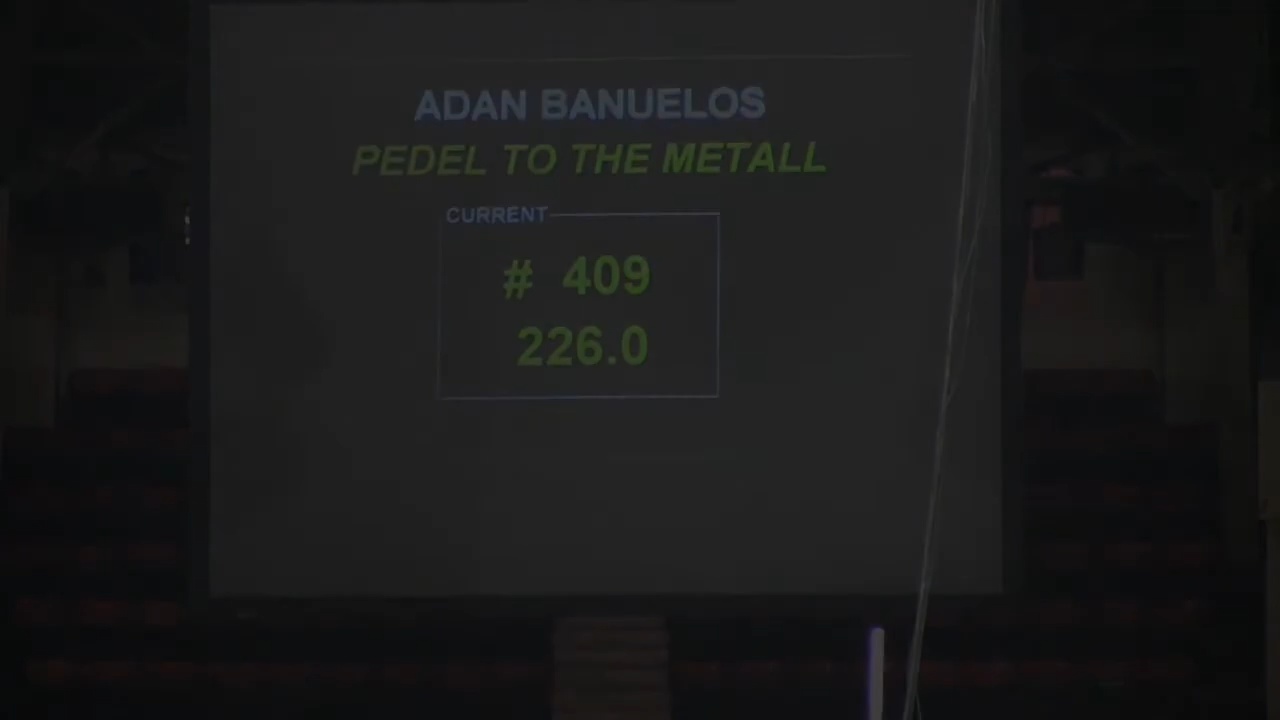 ADAN BANUELOS
PEDEL TO THE METALL
CURRENT
# 409
226.0